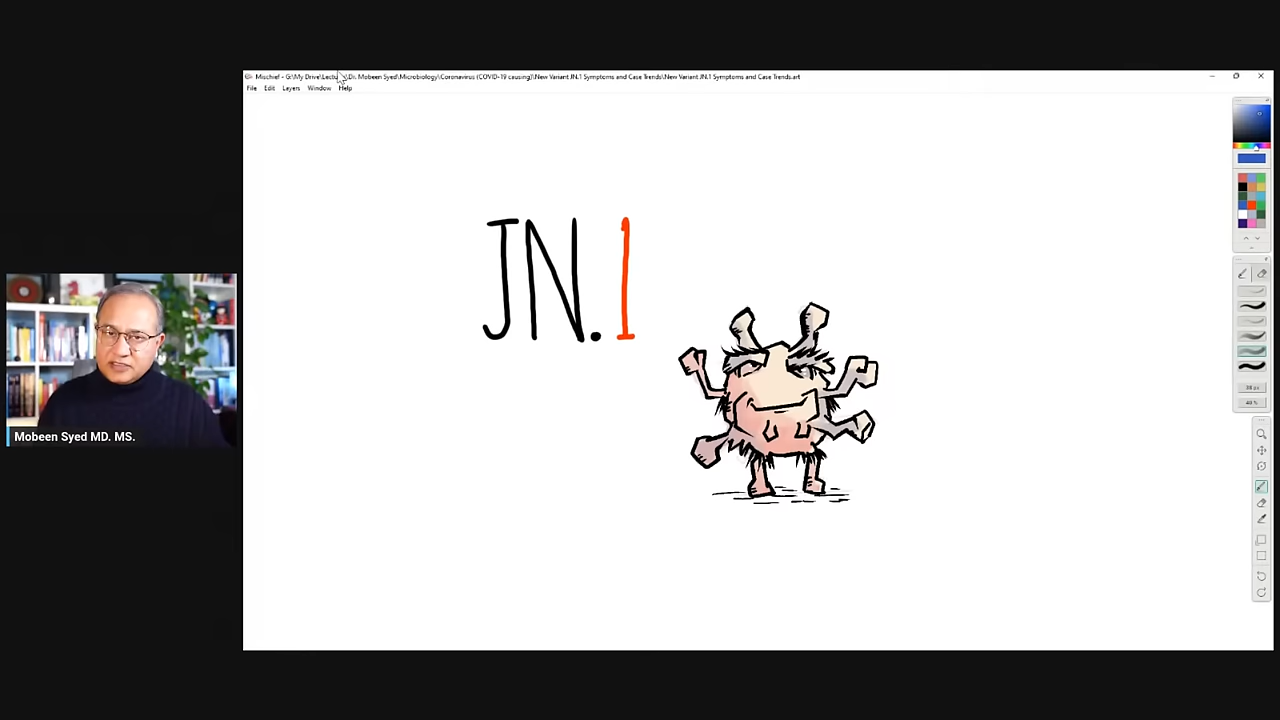 Mischief - G:\My Drive\Lectu \Dr. Mobeen Syed\Microbiology\Coronavirus (COVID-19 causing)\New Variant JN.1 Symptoms and Case Trends\New Variant JN.1 Symptoms and Case Trends.art
File Edit Layers Window Help
JN.1
Mobeen Syed MD. MS.